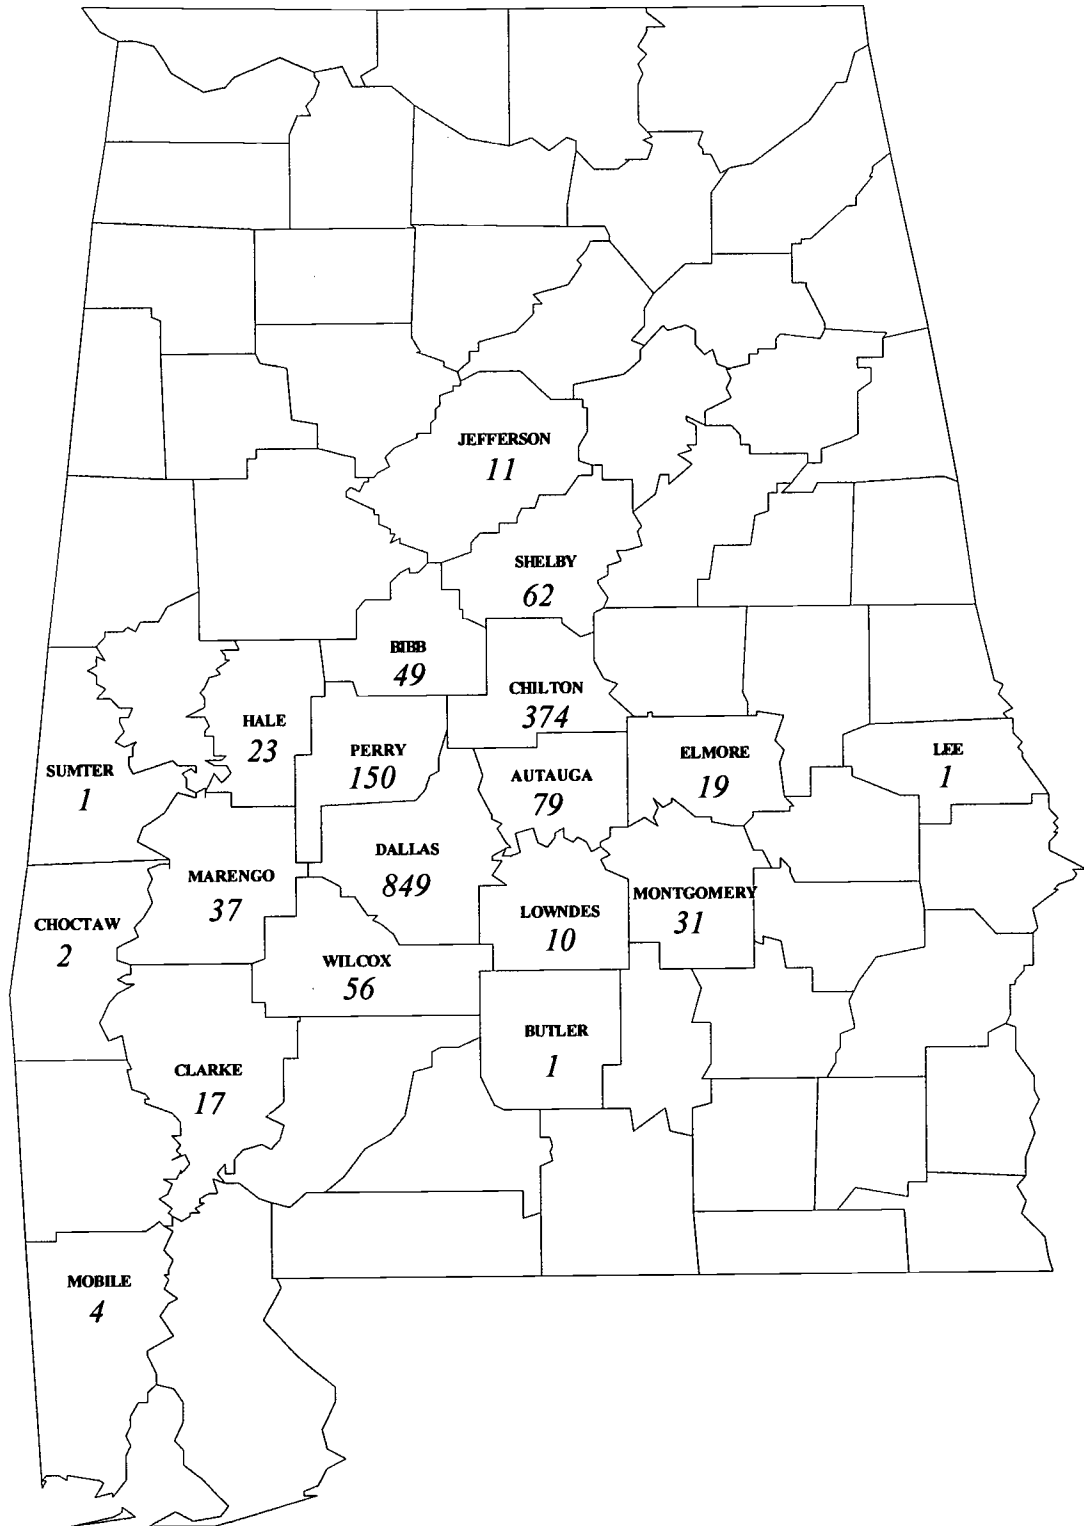 JEFFERSON
11
SHELBY
62
BIBB
49
CHILTON
374
HALE
23
PERRY
150
SUMTER
1
AUTAUGA
79
ELMORE
19
LEE
1
MARENGO
37
DALLAS
849
LOWNDES
10
MONTGOMERY
31
CHOCTAW
2
WILCOX
56
BUTLER
1
CLARKE
17
MOBILE
4